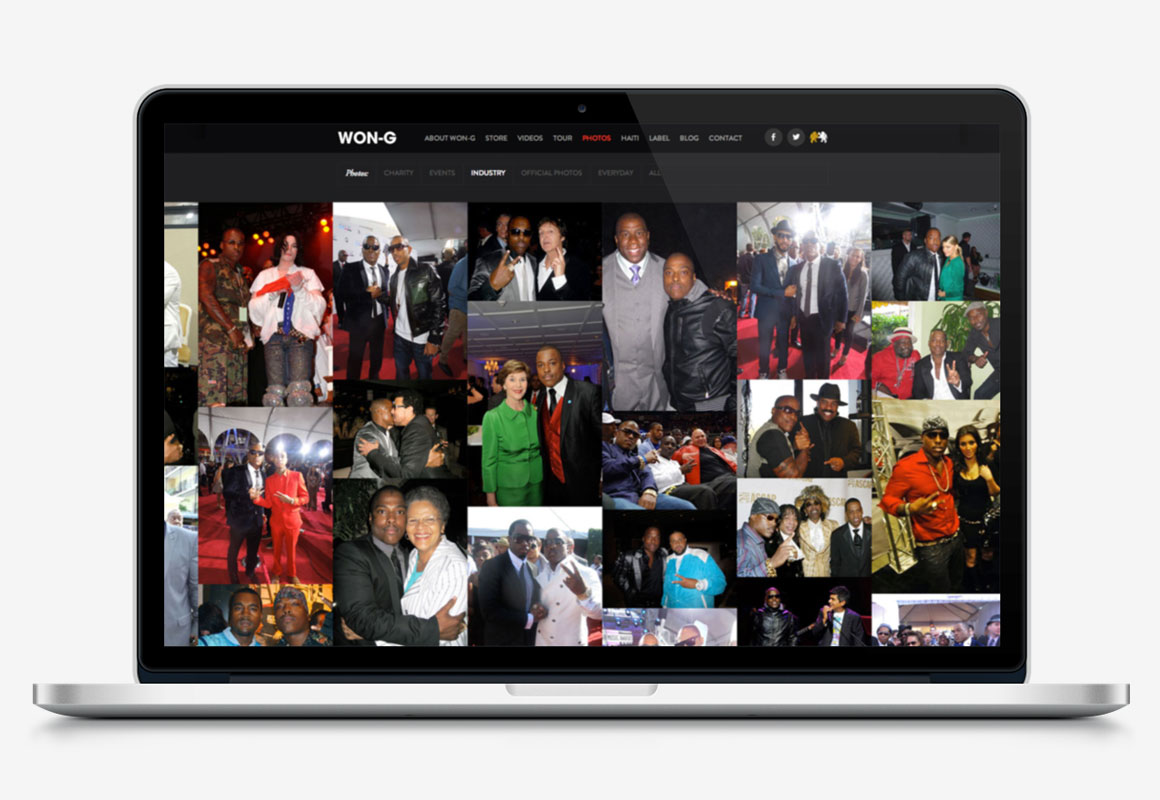 WON-G ABOUT WON-G STORE VIDEOS TOUR PHOTOS HAITI LABEL BLOG CONTACT f
Photos CHARITY EVENTS INDUSTRY OFFICIAL PHOTOS EVERYDAY ALL
ASCAP